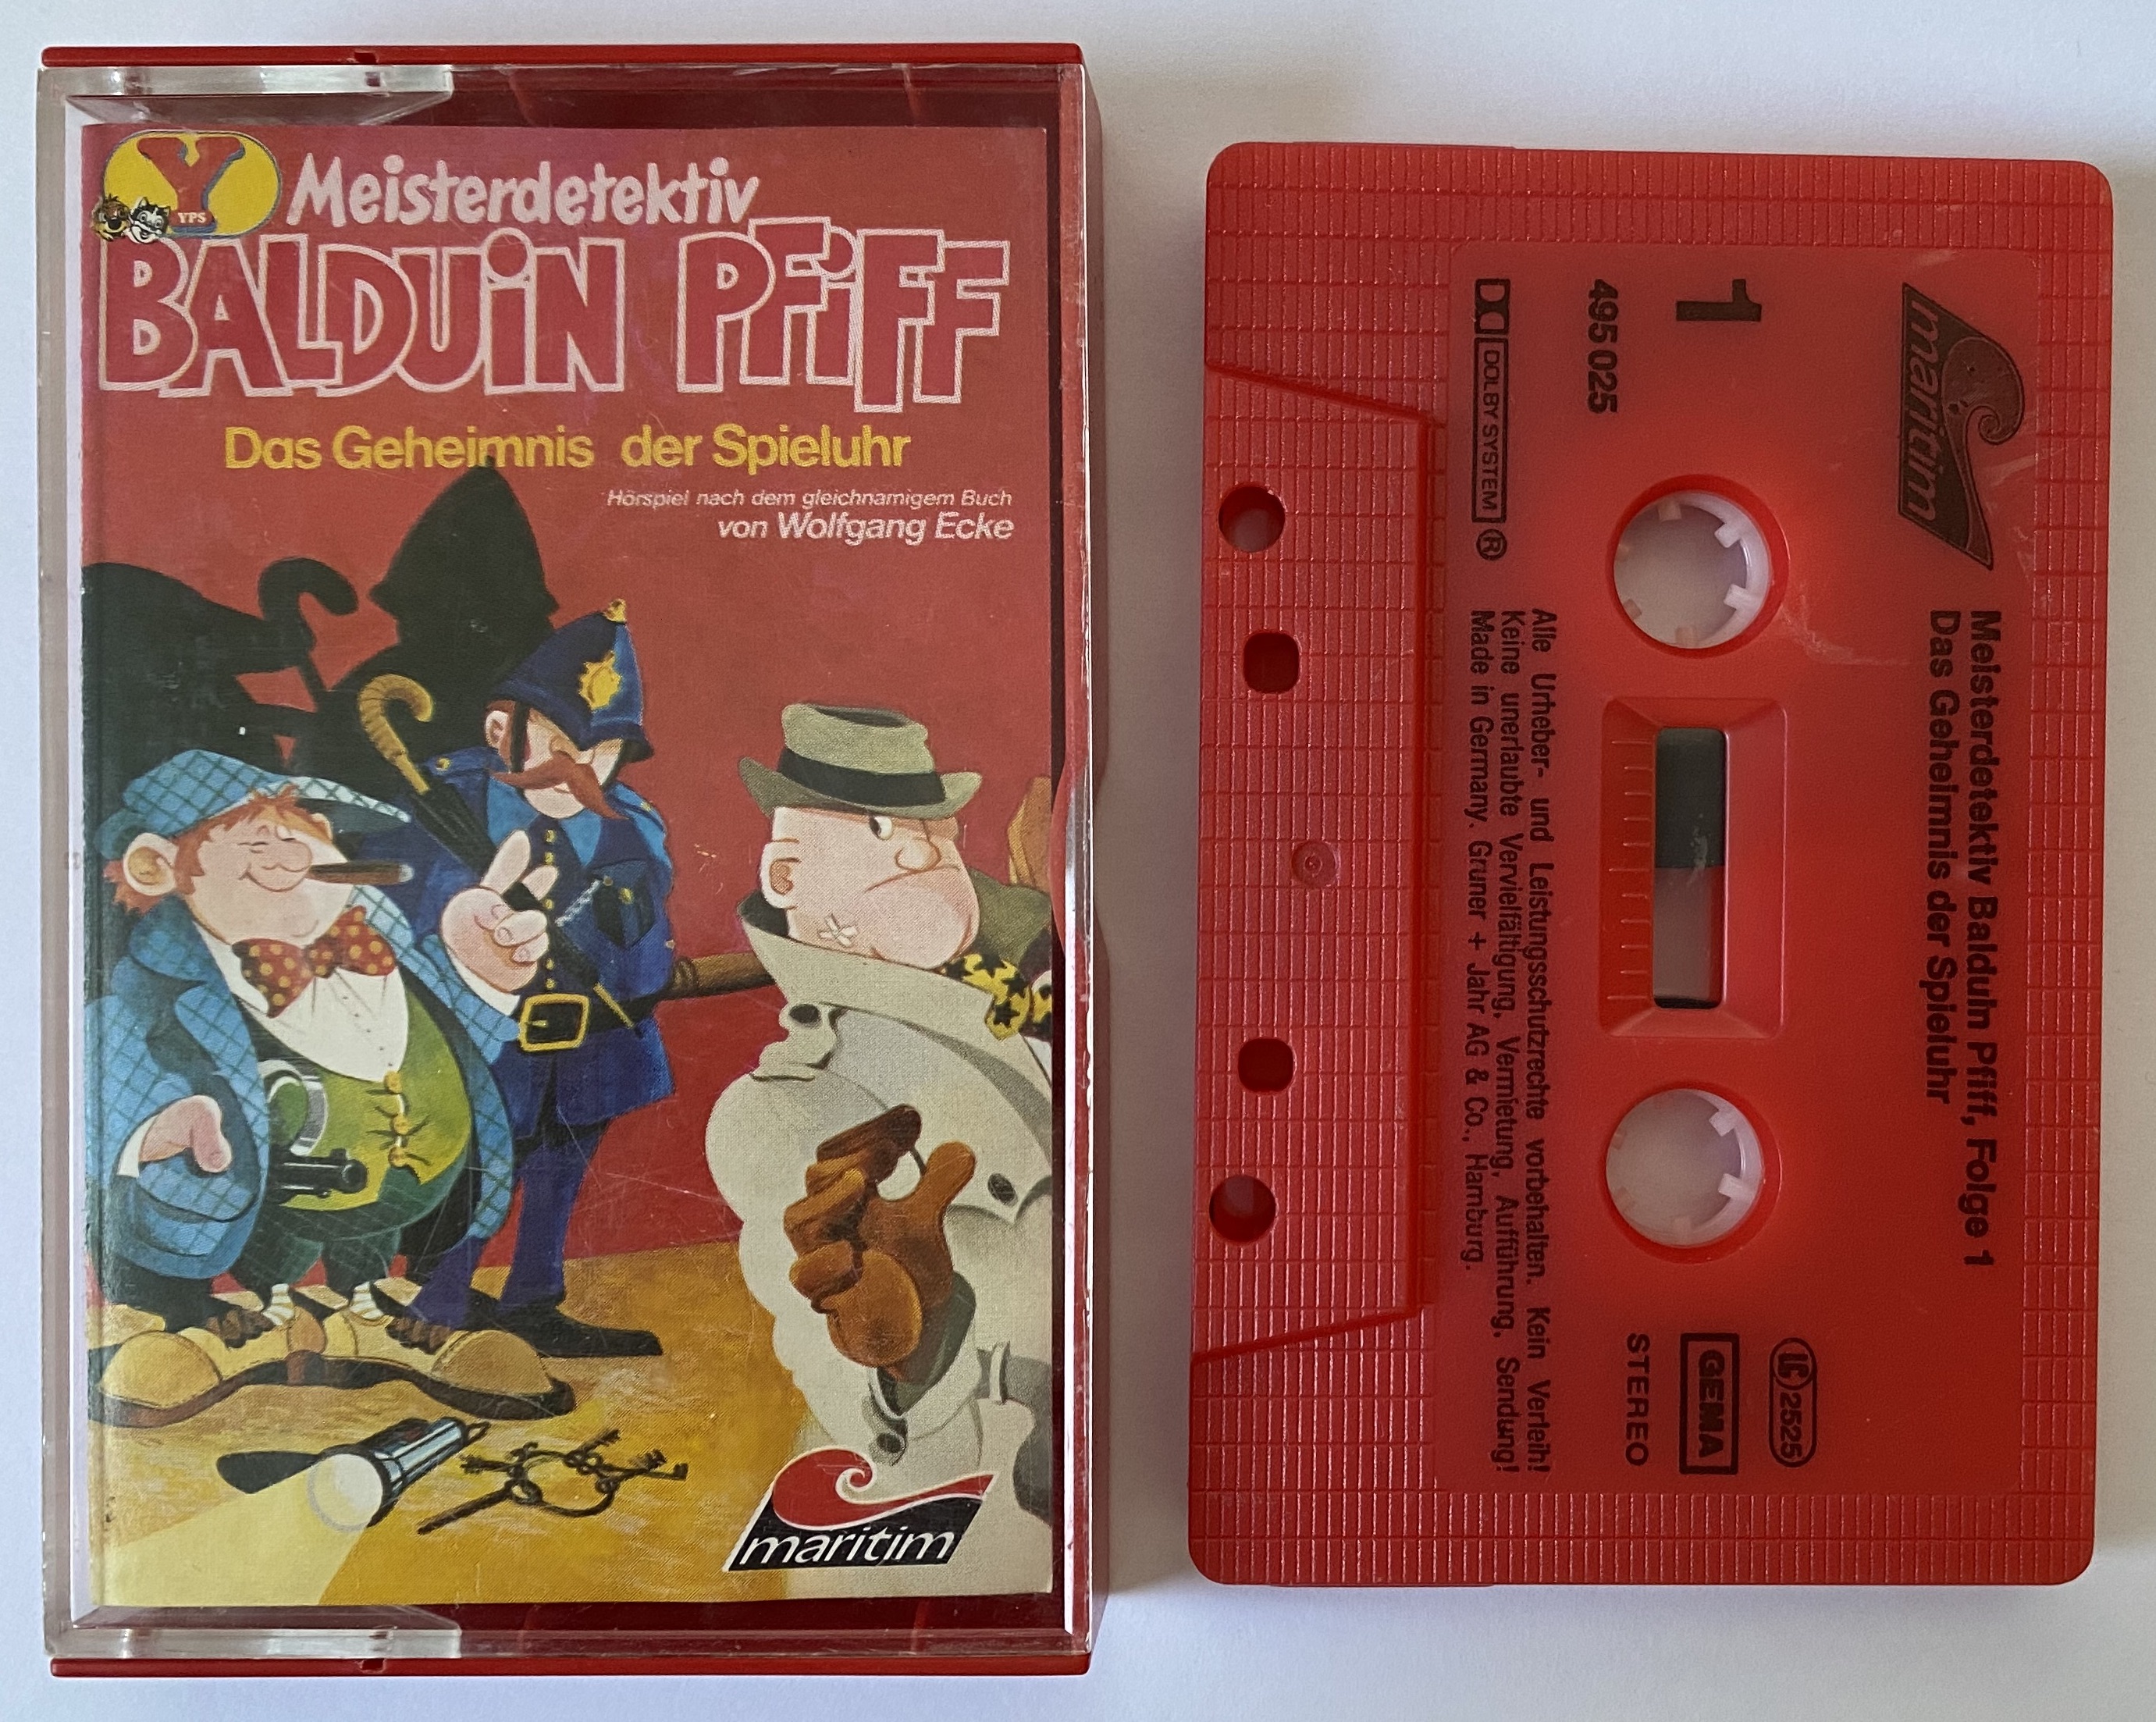 Y
YPS
Meisterdetektiv
BALDUiN PFiFF
Das Geheimnis der Spieluhr
Hörspiel nach dem gleichnamigem Buch
von Wolfgang Ecke
maritim
maritim
Meisterdetektiv Balduin Pfiff, Folge 1
Das Geheimnis der Spieluhr
1
495 025
DOLBY SYSTEM ®
LC 2525
GEMA
STEREO
Alle Urheber- und Leistungsschutzrechte vorbehalten. Kein Verleih!
Keine unerlaubte Vervielfältigung, Vermietung, Aufführung, Sendung!
Made in Germany. Gruner + Jahr AG & Co., Hamburg.